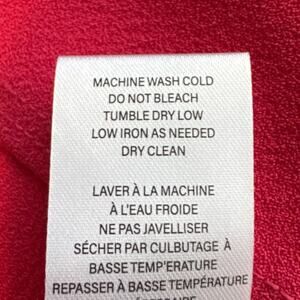 MACHINE WASH COLD
DO NOT BLEACH
TUMBLE DRY LOW
LOW IRON AS NEEDED
DRY CLEAN
LAVER À LA MACHINE
À L'EAU FROIDE
NE PAS JAVELLISER
SÉCHER PAR CULBUTAGE À
BASSE TEMP'ERATURE
REPASSER À BASSE TEMPÉRATURE